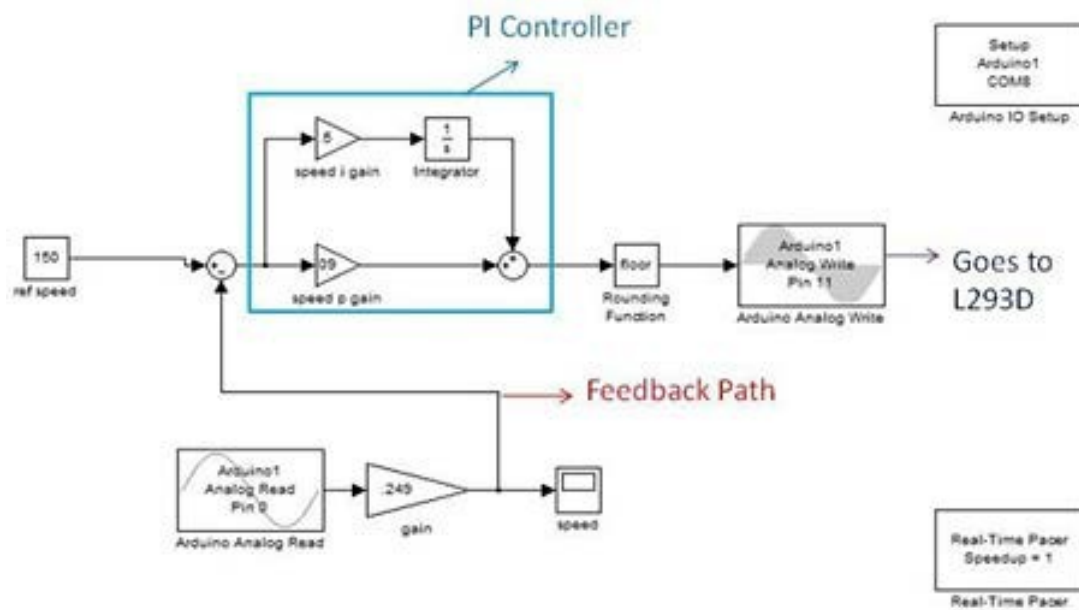 PI Controller
Setup
Arduino1
COM8
Arduino IO Setup
5
1
s
speed i gain
Integrator
150
ref speed
09
speed p gain
floor
Rounding
Function
Arduino1
Analog Write
Pin 11
Arduino Analog Write
Goes to
L293D
Feedback Path
Arduino1
Analog Read
Pin 0
Arduino Analog Read
.249
gain
speed
Real-Time Pacer
Speedup = 1
Real-Time Pacer